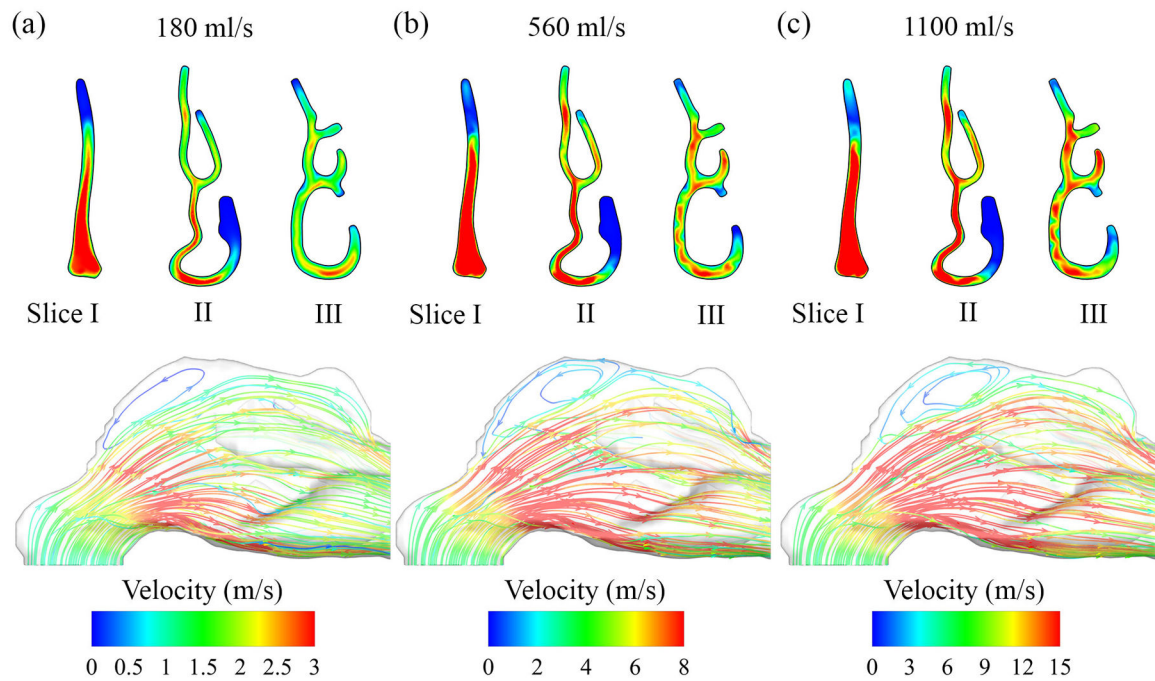 (a) 180 ml/s (b) 560 ml/s (c) 1100 ml/s
Slice I II III Slice I II III Slice I II III
Velocity (m/s) Velocity (m/s) Velocity (m/s)
0 0.5 1 1.5 2 2.5 3 0 2 4 6 8 0 3 6 9 12 15